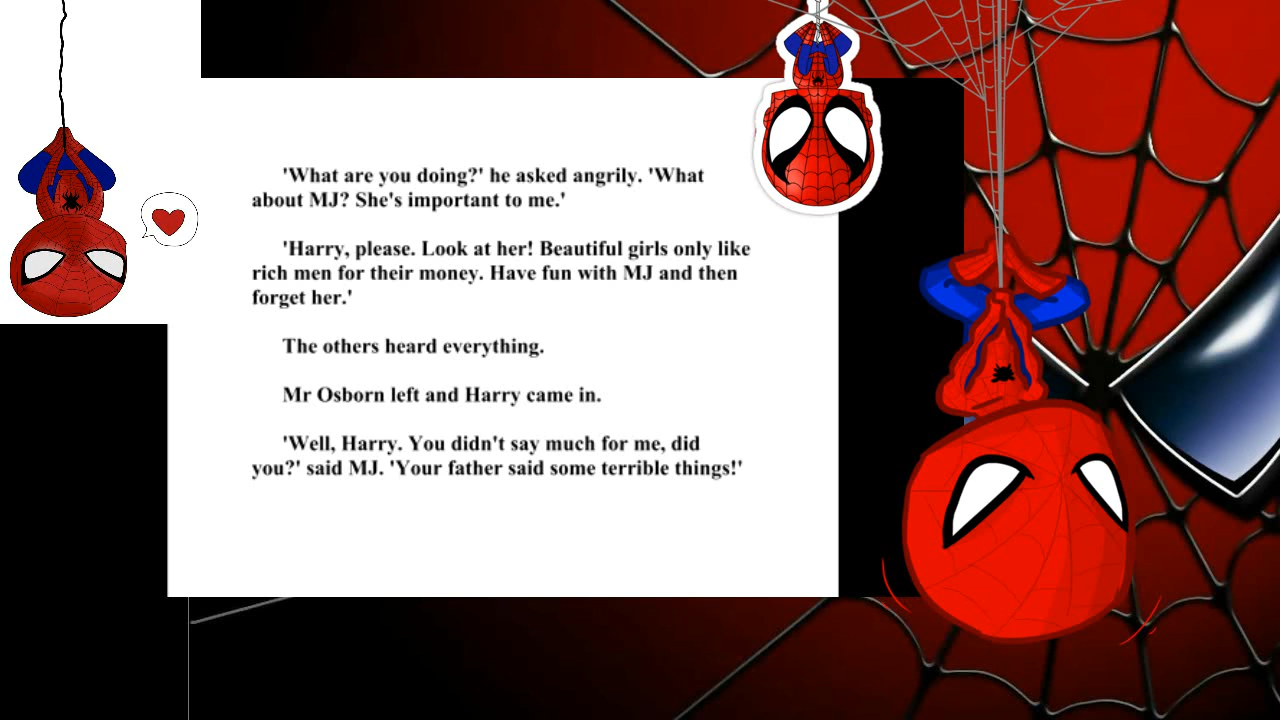 'What are you doing?' he asked angrily. 'What
about MJ? She's important to me.'
'Harry, please. Look at her! Beautiful girls only like
rich men for their money. Have fun with MJ and then
forget her.'
The others heard everything.
Mr Osborn left and Harry came in.
'Well, Harry. You didn't say much for me, did
you?' said MJ. 'Your father said some terrible things!'